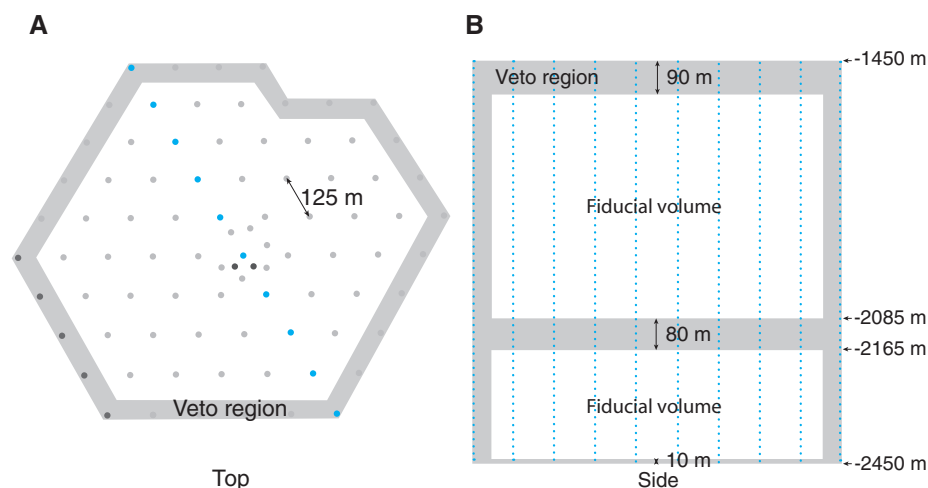 A
125 m
Veto region
Top
B
Veto region
90 m
-1450 m
Fiducial volume
-2085 m
80 m
-2165 m
Fiducial volume
10 m
-2450 m
Side